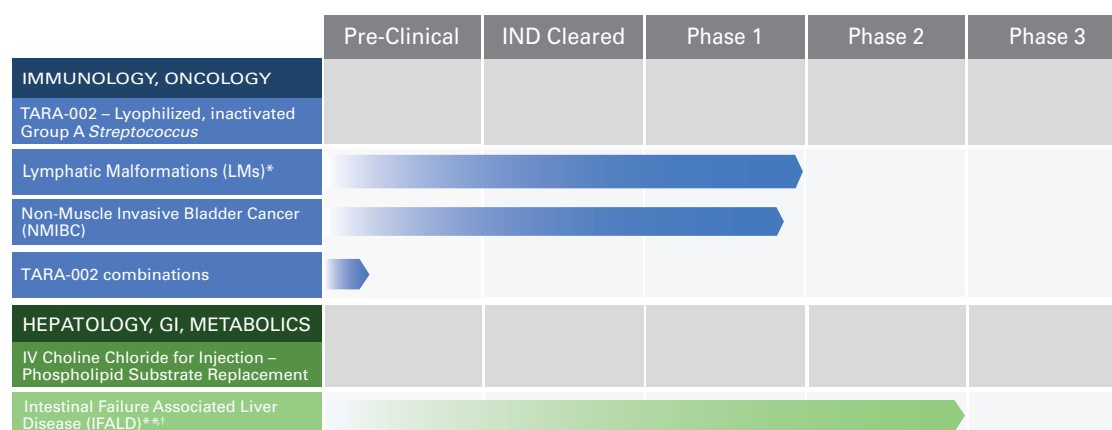 Pre-Clinical IND Cleared Phase 1 Phase 2 Phase 3
IMMUNOLOGY, ONCOLOGY
TARA-002 – Lyophilized, inactivated
Group A Streptococcus
Lymphatic Malformations (LMs)*
Non-Muscle Invasive Bladder Cancer
(NMIBC)
TARA-002 combinations
HEPATOLOGY, GI, METABOLICS
IV Choline Chloride for Injection –
Phospholipid Substrate Replacement
Intestinal Failure Associated Liver
Disease (IFALD)**,†